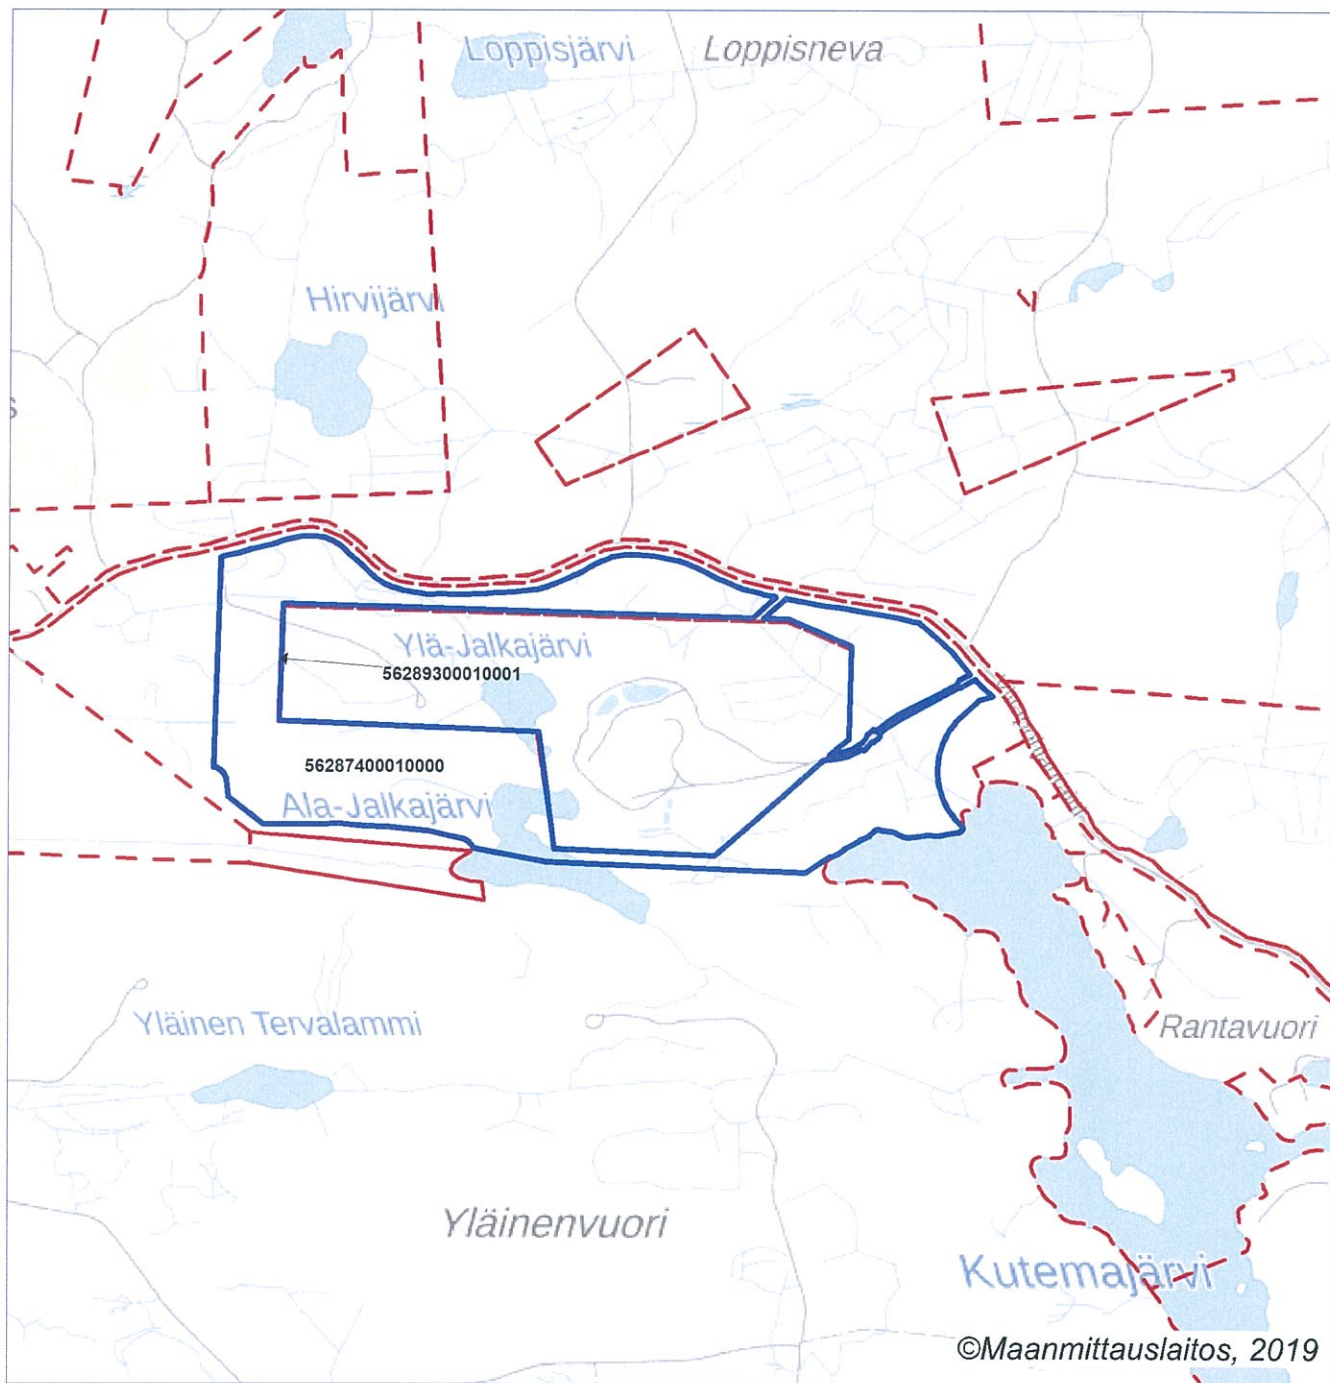 Loppisjärvi
Loppisneva
Hirvijärvi
s
Ylä-Jalkajärvi
56289300010001
56287400010000
Ala-Jalkajärvi
Yläinen Tervalammi
Rantavuori
Yläinenvuori
Kutemajärvi
©Maanmittauslaitos, 2019